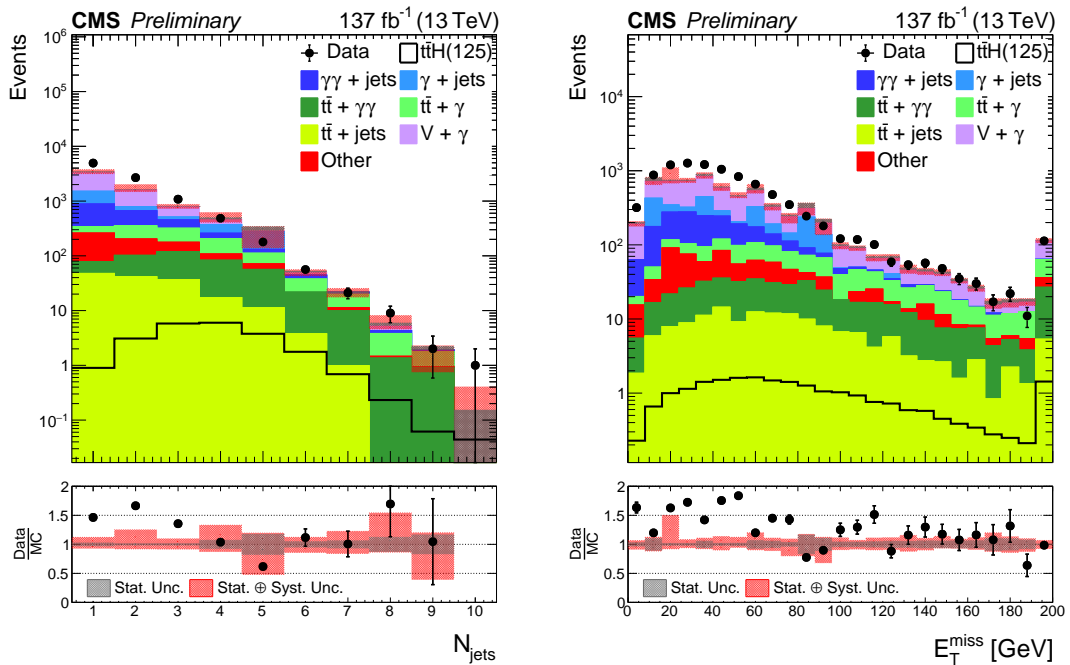 CMS Preliminary 137 fb⁻¹ (13 TeV)
Events
10⁶
10⁵
10⁴
10³
10²
10
1
10⁻¹
Data
tt̄H(125)
γγ + jets
γ + jets
tt̄ + γγ
tt̄ + γ
tt̄ + jets
V + γ
Other
Data
MC
2
1.5
1
0.5
0
Stat. Unc.
Stat. ⊕ Syst. Unc.
1 2 3 4 5 6 7 8 9 10
N_jets
CMS Preliminary 137 fb⁻¹ (13 TeV)
Events
10⁴
10³
10²
10
1
Data
tt̄H(125)
γγ + jets
γ + jets
tt̄ + γγ
tt̄ + γ
tt̄ + jets
V + γ
Other
Data
MC
2
1.5
1
0.5
0
Stat. Unc.
Stat. ⊕ Syst. Unc.
0 20 40 60 80 100 120 140 160 180 200
E_T^miss [GeV]